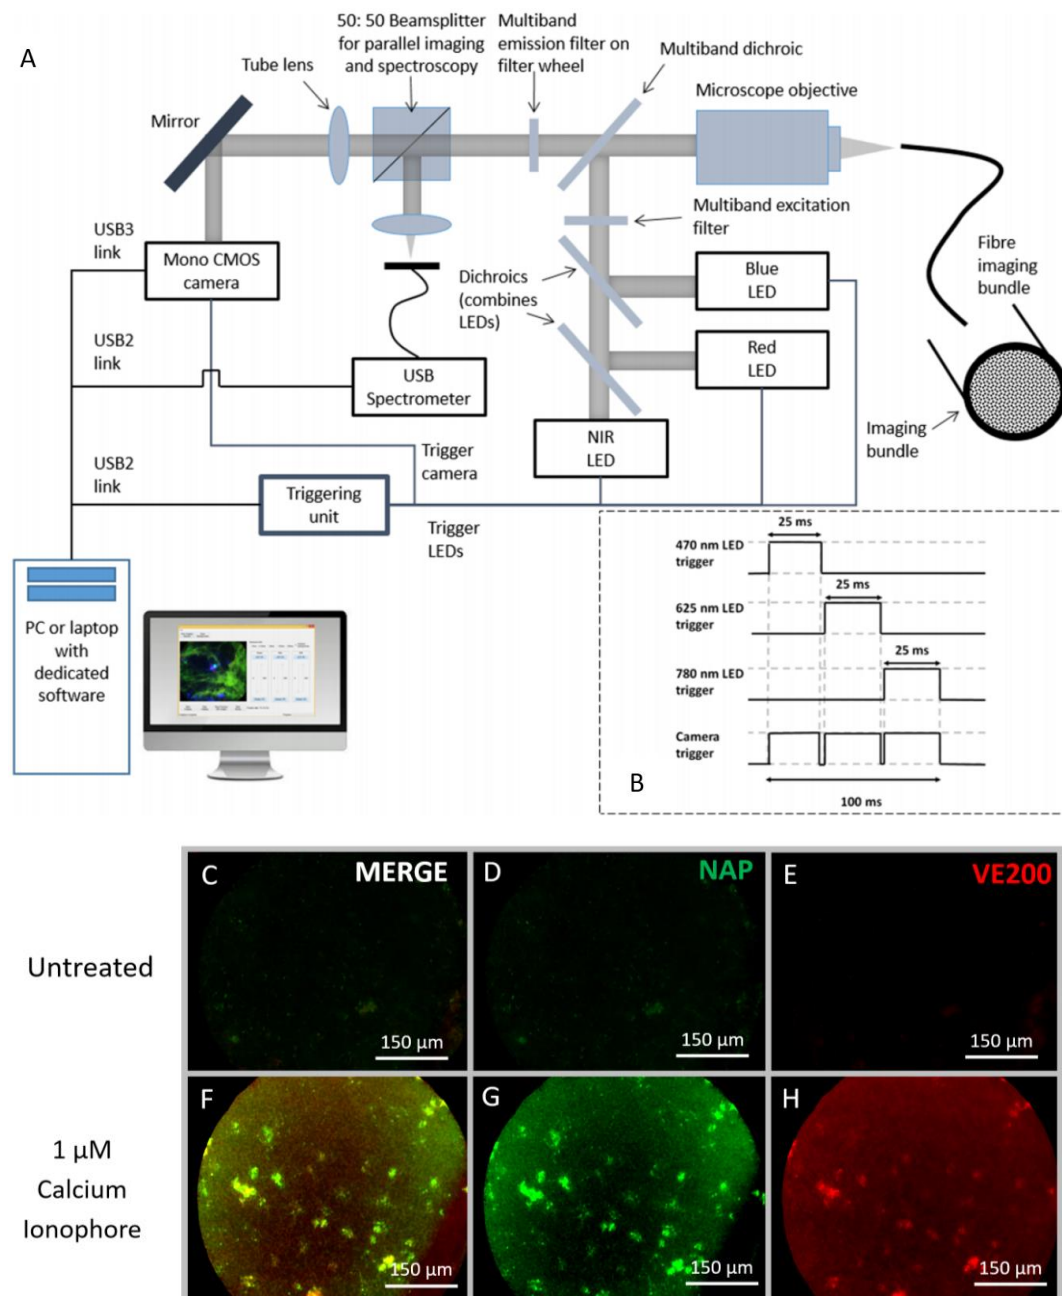 A
50: 50 Beamsplitter
for parallel imaging
and spectroscopy
Multiband
emission filter on
filter wheel
Multiband dichroic
Tube lens
Microscope objective
Mirror
Multiband excitation
filter
USB3
link
Mono CMOS
camera
Dichroics
(combines
LEDs)
Blue
LED
Fibre
imaging
bundle
USB2
link
USB
Spectrometer
Red
LED
NIR
LED
Imaging
bundle
Trigger
camera
USB2
link
Triggering
unit
Trigger
LEDs
PC or laptop
with
dedicated
software
25 ms
470 nm LED
trigger
25 ms
625 nm LED
trigger
25 ms
780 nm LED
trigger
Camera
trigger
B
100 ms
C
MERGE
D
NAP
E
VE200
Untreated
150 µm
150 µm
150 µm
F
G
H
1 µM
Calcium
Ionophore
150 µm
150 µm
150 µm